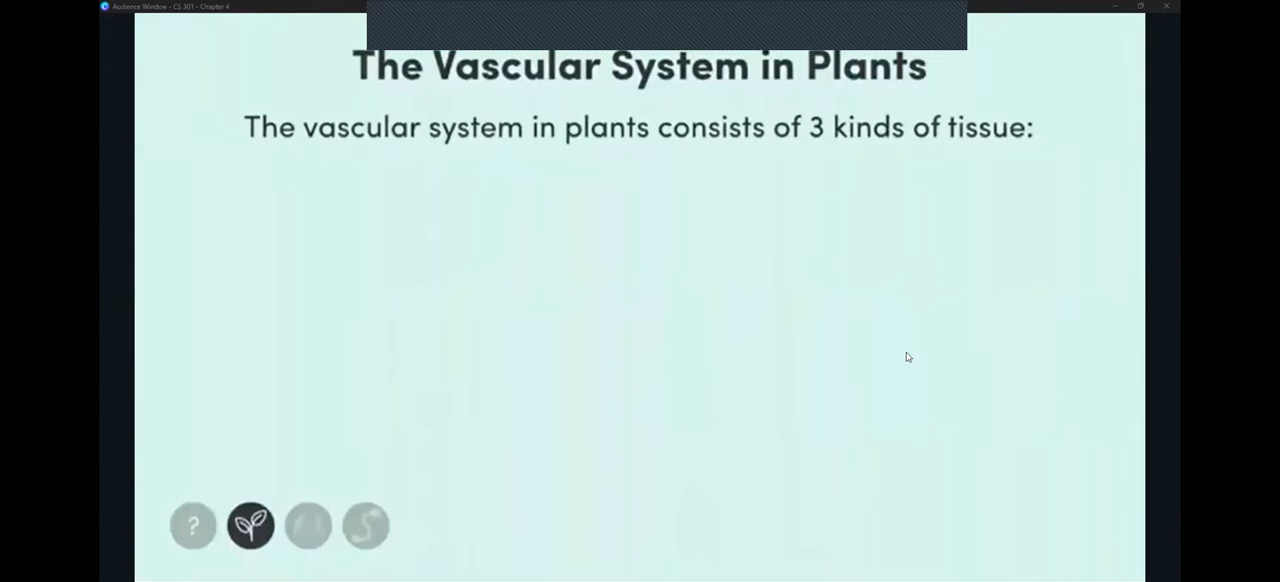 Audience Window - CS 301 - Chapter 4
The Vascular System in Plants
The vascular system in plants consists of 3 kinds of tissue:
?